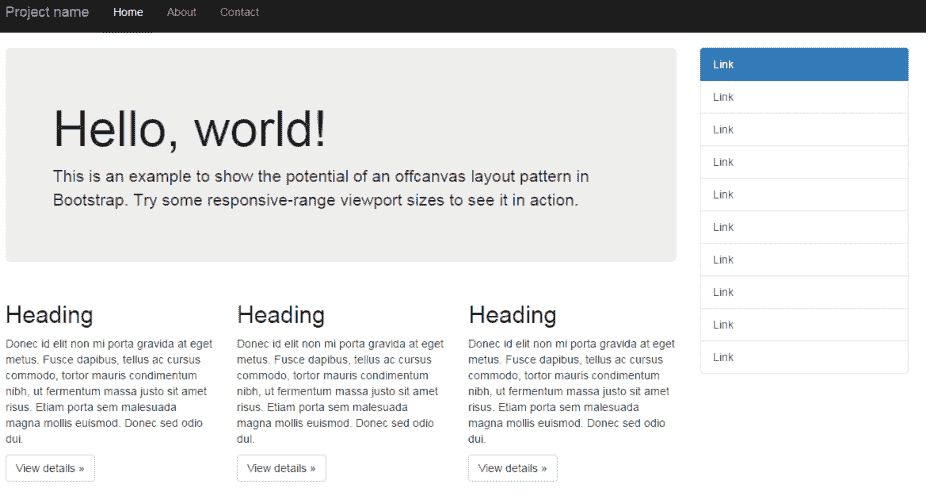 Project name Home About Contact
Hello, world!
This is an example to show the potential of an offcanvas layout pattern in
Bootstrap. Try some responsive-range viewport sizes to see it in action.
Heading
Donec id elit non mi porta gravida at eget
metus. Fusce dapibus, tellus ac cursus
commodo, tortor mauris condimentum
nibh, ut fermentum massa justo sit amet
risus. Etiam porta sem malesuada
magna mollis euismod. Donec sed odio
dui.
View details »
Heading
Donec id elit non mi porta gravida at eget
metus. Fusce dapibus, tellus ac cursus
commodo, tortor mauris condimentum
nibh, ut fermentum massa justo sit amet
risus. Etiam porta sem malesuada
magna mollis euismod. Donec sed odio
dui.
View details »
Heading
Donec id elit non mi porta gravida at eget
metus. Fusce dapibus, tellus ac cursus
commodo, tortor mauris condimentum
nibh, ut fermentum massa justo sit amet
risus. Etiam porta sem malesuada
magna mollis euismod. Donec sed odio
dui.
View details »
Link
Link
Link
Link
Link
Link
Link
Link
Link
Link